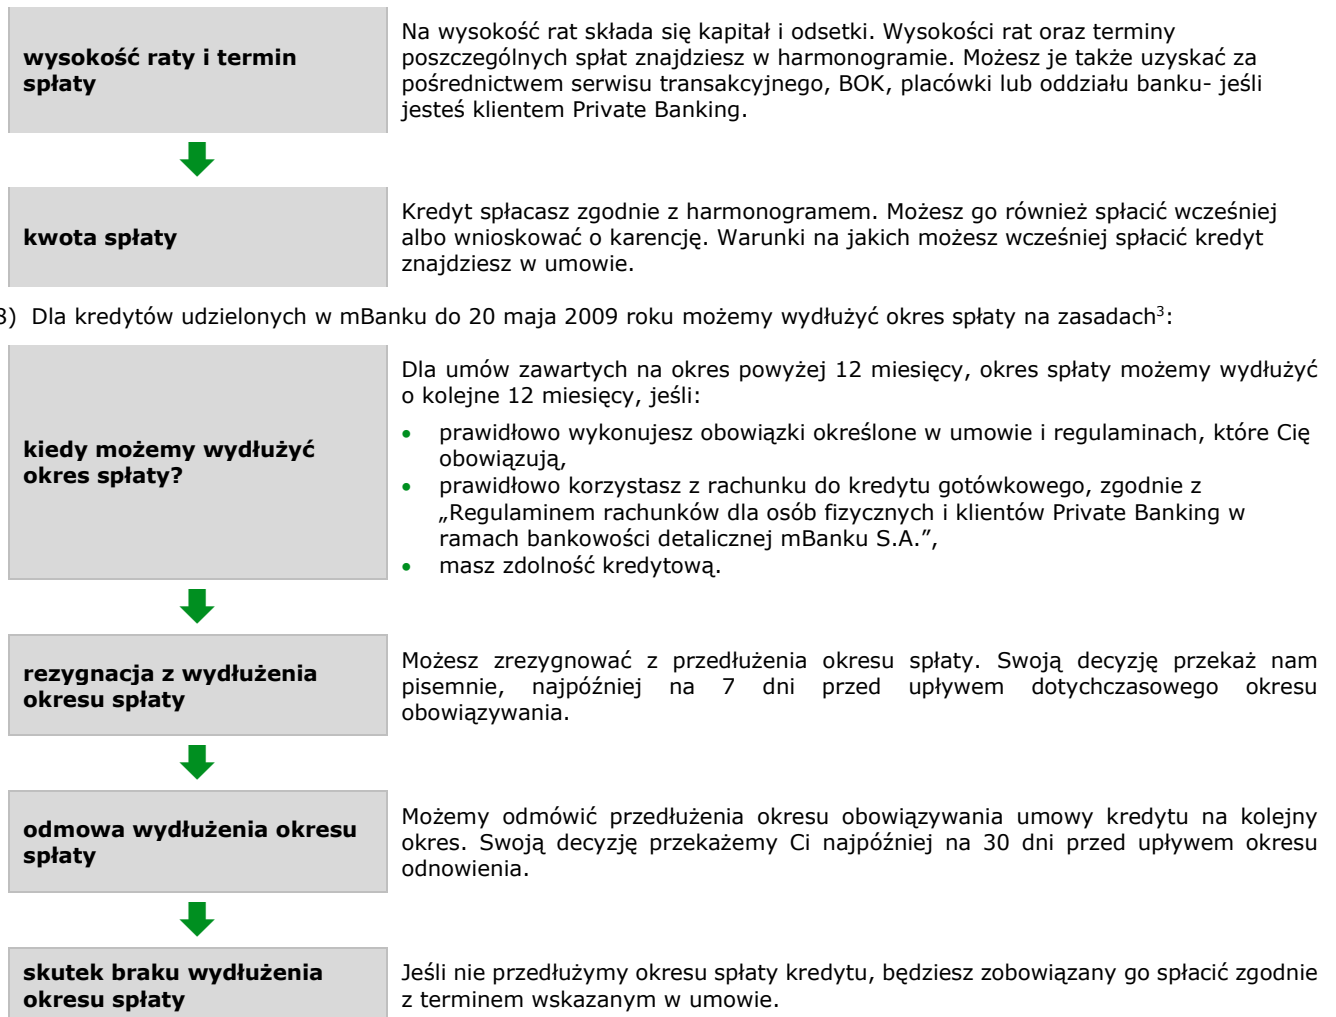 wysokość raty i termin
spłaty
Na wysokość rat składa się kapitał i odsetki. Wysokości rat oraz terminy
poszczególnych spłat znajdziesz w harmonogramie. Możesz je także uzyskać za
pośrednictwem serwisu transakcyjnego, BOK, placówki lub oddziału banku- jeśli
jesteś klientem Private Banking.
kwota spłaty
Kredyt spłacasz zgodnie z harmonogramem. Możesz go również spłacić wcześniej
albo wnioskować o karencję. Warunki na jakich możesz wcześniej spłacić kredyt
znajdziesz w umowie.
3) Dla kredytów udzielonych w mBanku do 20 maja 2009 roku możemy wydłużyć okres spłaty na zasadach³:
kiedy możemy wydłużyć
okres spłaty?
Dla umów zawartych na okres powyżej 12 miesięcy, okres spłaty możemy wydłużyć
o kolejne 12 miesięcy, jeśli:
• prawidłowo wykonujesz obowiązki określone w umowie i regulaminach, które Cię
obowiązują,
• prawidłowo korzystasz z rachunku do kredytu gotówkowego, zgodnie z
„Regulaminem rachunków dla osób fizycznych i klientów Private Banking w
ramach bankowości detalicznej mBanku S.A.”,
• masz zdolność kredytową.
rezygnacja z wydłużenia
okresu spłaty
Możesz zrezygnować z przedłużenia okresu spłaty. Swoją decyzję przekaż nam
pisemnie, najpóźniej na 7 dni przed upływem dotychczasowego okresu
obowiązywania.
odmowa wydłużenia okresu
spłaty
Możemy odmówić przedłużenia okresu obowiązywania umowy kredytu na kolejny
okres. Swoją decyzję przekażemy Ci najpóźniej na 30 dni przed upływem okresu
odnowienia.
skutek braku wydłużenia
okresu spłaty
Jeśli nie przedłużymy okresu spłaty kredytu, będziesz zobowiązany go spłacić zgodnie
z terminem wskazanym w umowie.